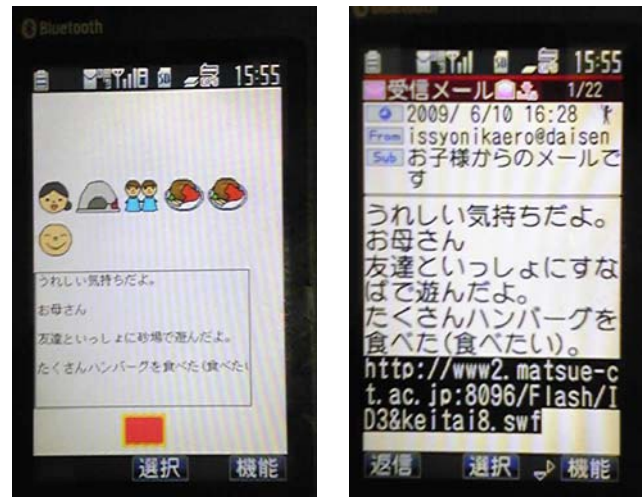 Bluetooth
15:55
うれしい気持ちだよ。
お母さん
友達といっしょに砂場で遊んだよ。
たくさんハンバーグを食べた(食べたい
選択
機能
15:55
受信メール
1/22
2009/ 6/10 16:28
From issyonikaero@daisen
Sub お子様からのメールで
す
うれしい気持ちだよ。
お母さん
友達といっしょにすな
ばで遊んだよ。
たくさんハンバーグを
食べた(食べたい)。
http://www2.matsue-c
t.ac.jp:8096/Flash/I
D3&keitai8.swf
返信
選択
機能